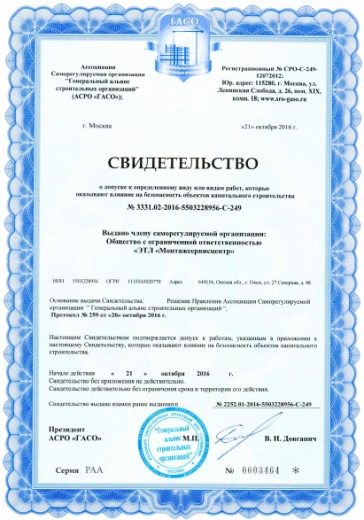 ГАСО
Ассоциация
Саморегулируемая организация
"Генеральный альянс
строительных организаций"
(АСРО «ГАСО»);
Регистрационный № СРО-С-249-
12072012;
Юр. адрес: 115280, г. Москва, ул.
Ленинская Слобода, д. 26, пом. XIX,
комн. 18; www.sro-gaso.ru
г. Москва
«21» октября 2016 г.
СВИДЕТЕЛЬСТВО
о допуске к определенному виду или видам работ, которые
оказывают влияние на безопасность объектов капитального строительства
№ 3331.02-2016-5503228956-С-249
Выдано члену саморегулируемой организации:
Общество с ограниченной ответственностью
«ЭТЛ «Монтажсервисцентр»
ИНН 5503228956 ОГРН Адрес 644116, Омская обл., г. Омск, ул. 27 Северная, д. 48
Основание выдачи Свидетельства. Решение Правления Ассоциации Саморегулируемой
организации " Генеральный альянс строительных организаций ",
Протокол № 259 от «20» октября 2016 г.
Настоящим Свидетельством подтверждается допуск к работам, указанным в приложении к
настоящему Свидетельству, которые оказывают влияние на безопасность объектов капитального
строительства.
Начало действия « 21 » октября 2016 г.
Свидетельство без приложения не действительно.
Свидетельство действительно без ограничения срока и территории его действия.
Свидетельство выдано взамен ранее выданного № 2252.01-2016-5503228956-С-249
Президент
АСРО «ГАСО»
"Генеральный
альянс
строительных
организаций"
М.П.
В. И. Довганич
Серия РАА
№ 0003464 *